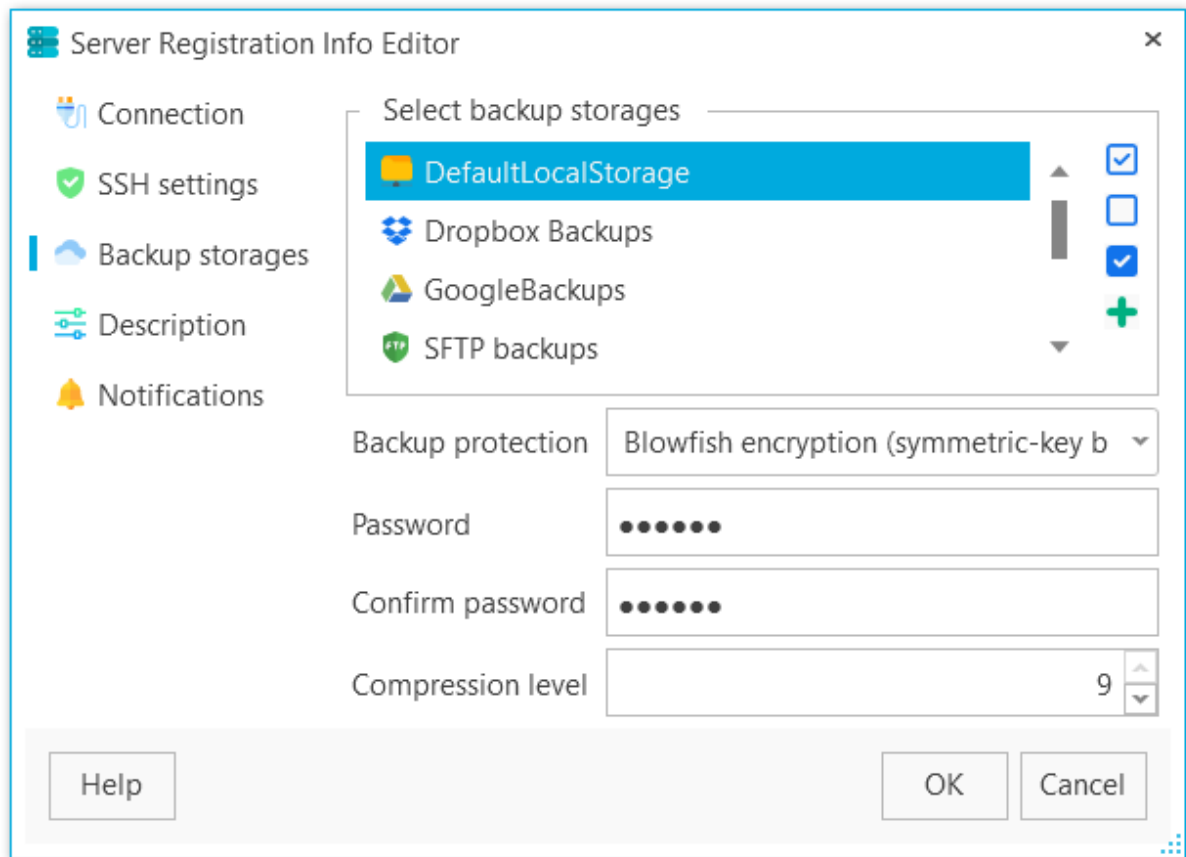 Server Registration Info Editor
Connection
SSH settings
Backup storages
Description
Notifications
Select backup storages
DefaultLocalStorage
Dropbox Backups
GoogleBackups
FTP
SFTP backups
Backup protection
Blowfish encryption (symmetric-key b
Password
●●●●●●
Confirm password
●●●●●●
Compression level
9
Help
OK
Cancel